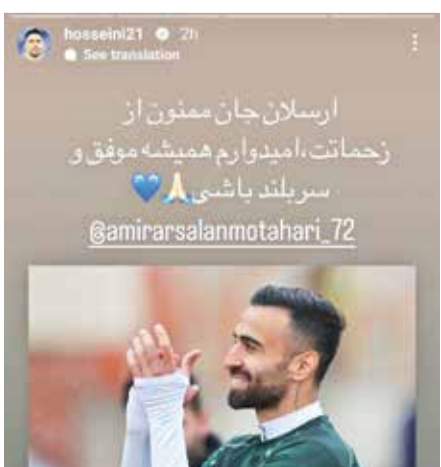 hosseini21 2h
See translation
ارسلان جان ممنون از
زحماتت،امیدوارم همیشه موفق و
سربلند باشی🙏🏻💙
@amirarsalanmotahari_72